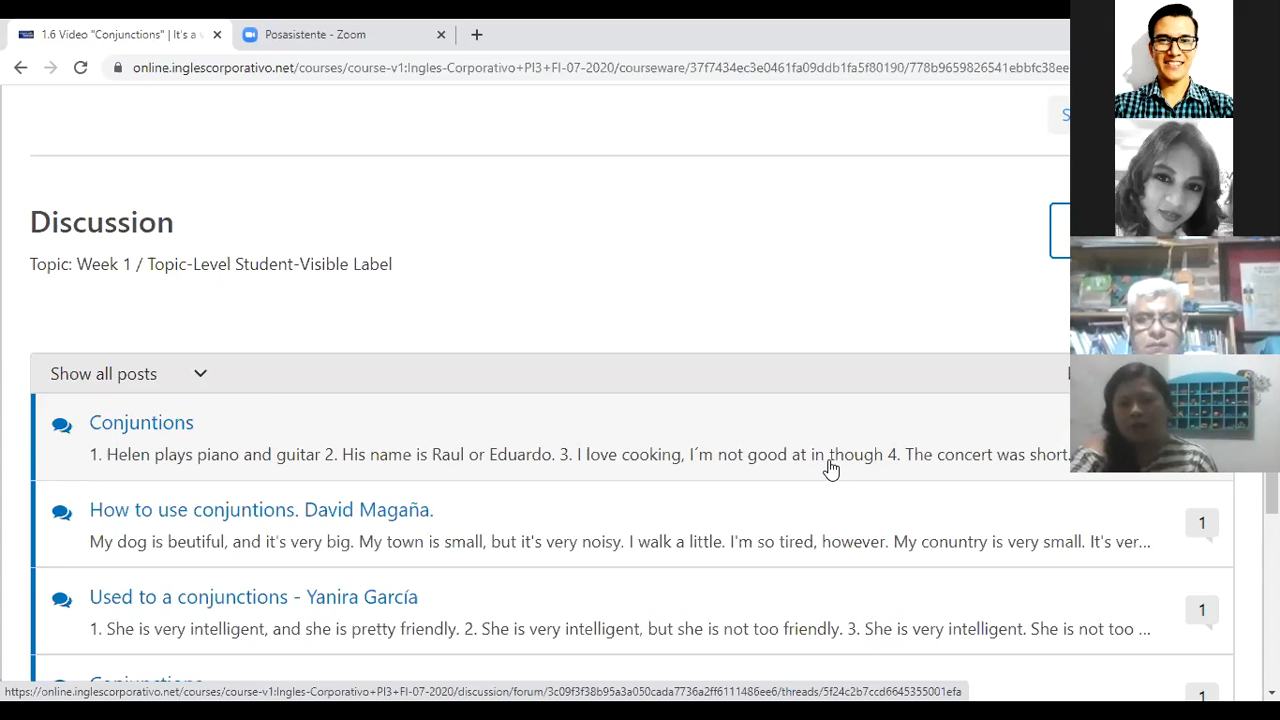 1.6 Video "Conjunctions" | It's a v
Posasistente - Zoom
online.inglescorporativo.net/courses/course-v1:Ingles-Corporativo+PI3+FI-07-2020/courseware/37f7434ec3e0461fa09ddb1fa5f80190/778b9659826541ebbfc38ee
S
Discussion
Topic: Week 1 / Topic-Level Student-Visible Label
Show all posts
Conjuntions
1. Helen plays piano and guitar 2. His name is Raul or Eduardo. 3. I love cooking, I´m not good at in though 4. The concert was short.
How to use conjuntions. David Magaña.
1
My dog is beutiful, and it's very big. My town is small, but it's very noisy. I walk a little. I'm so tired, however. My conuntry is very small. It's ver...
Used to a conjunctions - Yanira García
1
1. She is very intelligent, and she is pretty friendly. 2. She is very intelligent, but she is not too friendly. 3. She is very intelligent. She is not too ...
Conjunctions
1
https://online.inglescorporativo.net/courses/course-v1:Ingles-Corporativo+PI3+FI-07-2020/discussion/forum/3c09f3f38b95a3a050cada7736a2ff6111486ee6/threads/5f24c2b7ccd6645355001efa